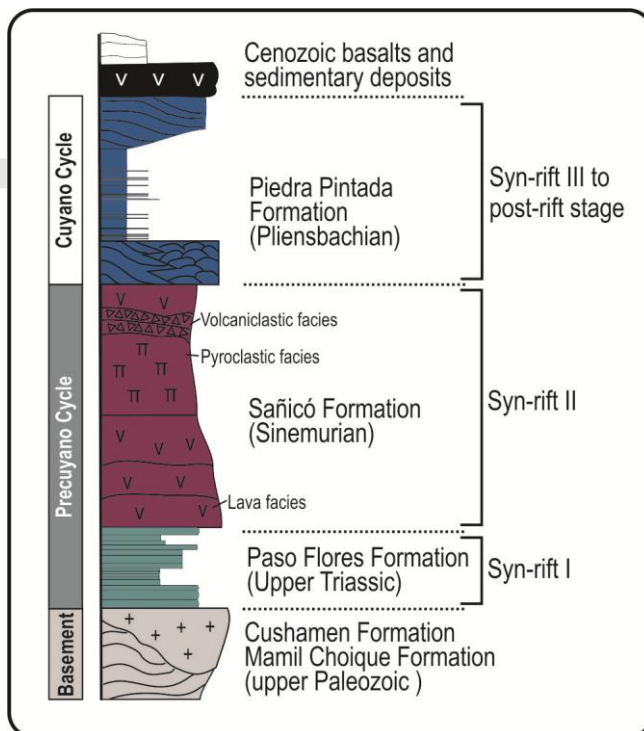 Cenozoic basalts and
sedimentary deposits
V V V
Cuyano Cycle
Piedra Pintada
Formation
(Pliensbachian)
Syn-rift III to
post-rift stage
Precuyano Cycle
V V
Volcaniclastic facies
Pyroclastic facies
Sañicó Formation
(Sinemurian)
Syn-rift II
V V
V V
V V
Lava facies
Paso Flores Formation
(Upper Triassic)
Syn-rift I
Basement
Cushamen Formation
Mamil Choique Formation
(upper Paleozoic )